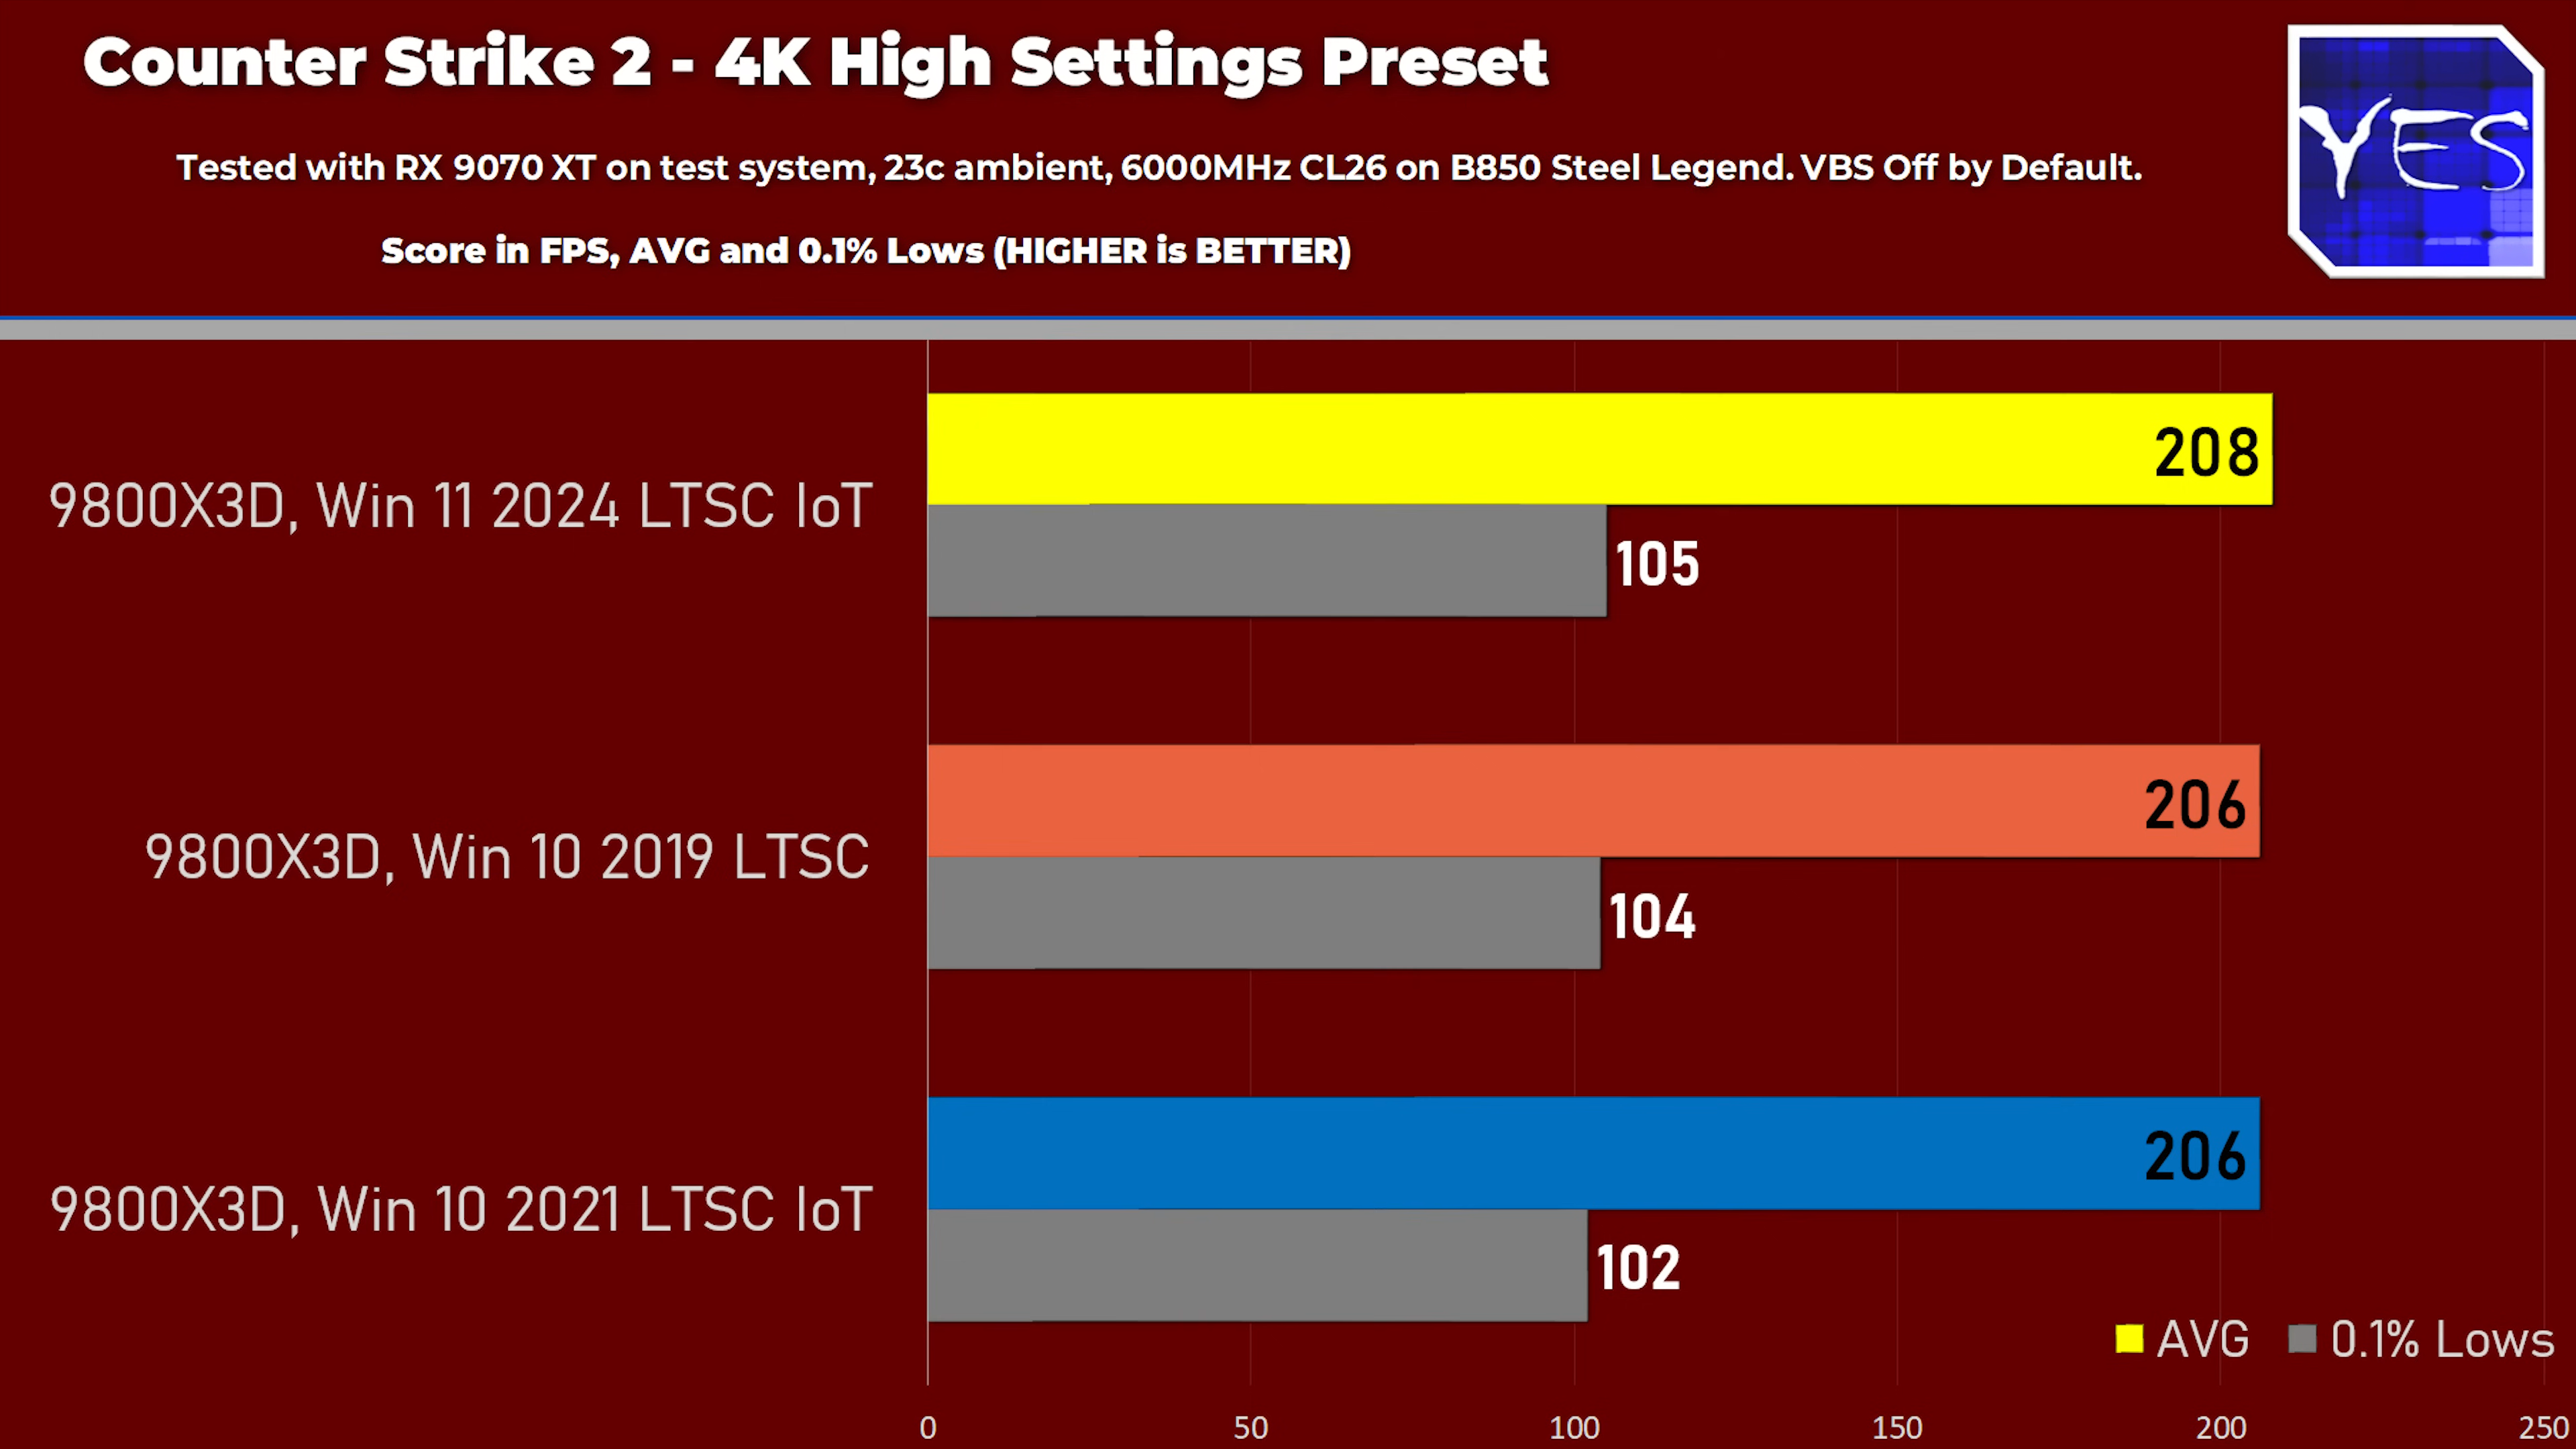 Counter Strike 2 - 4K High Settings Preset
YES
Tested with RX 9070 XT on test system, 23c ambient, 6000MHz CL26 on B850 Steel Legend. VBS Off by Default.
Score in FPS, AVG and 0.1% Lows (HIGHER is BETTER)
208
9800X3D, Win 11 2024 LTSC IoT
105
206
9800X3D, Win 10 2019 LTSC
104
206
9800X3D, Win 10 2021 LTSC IoT
102
AVG 0.1% Lows
0 50 100 150 200 250